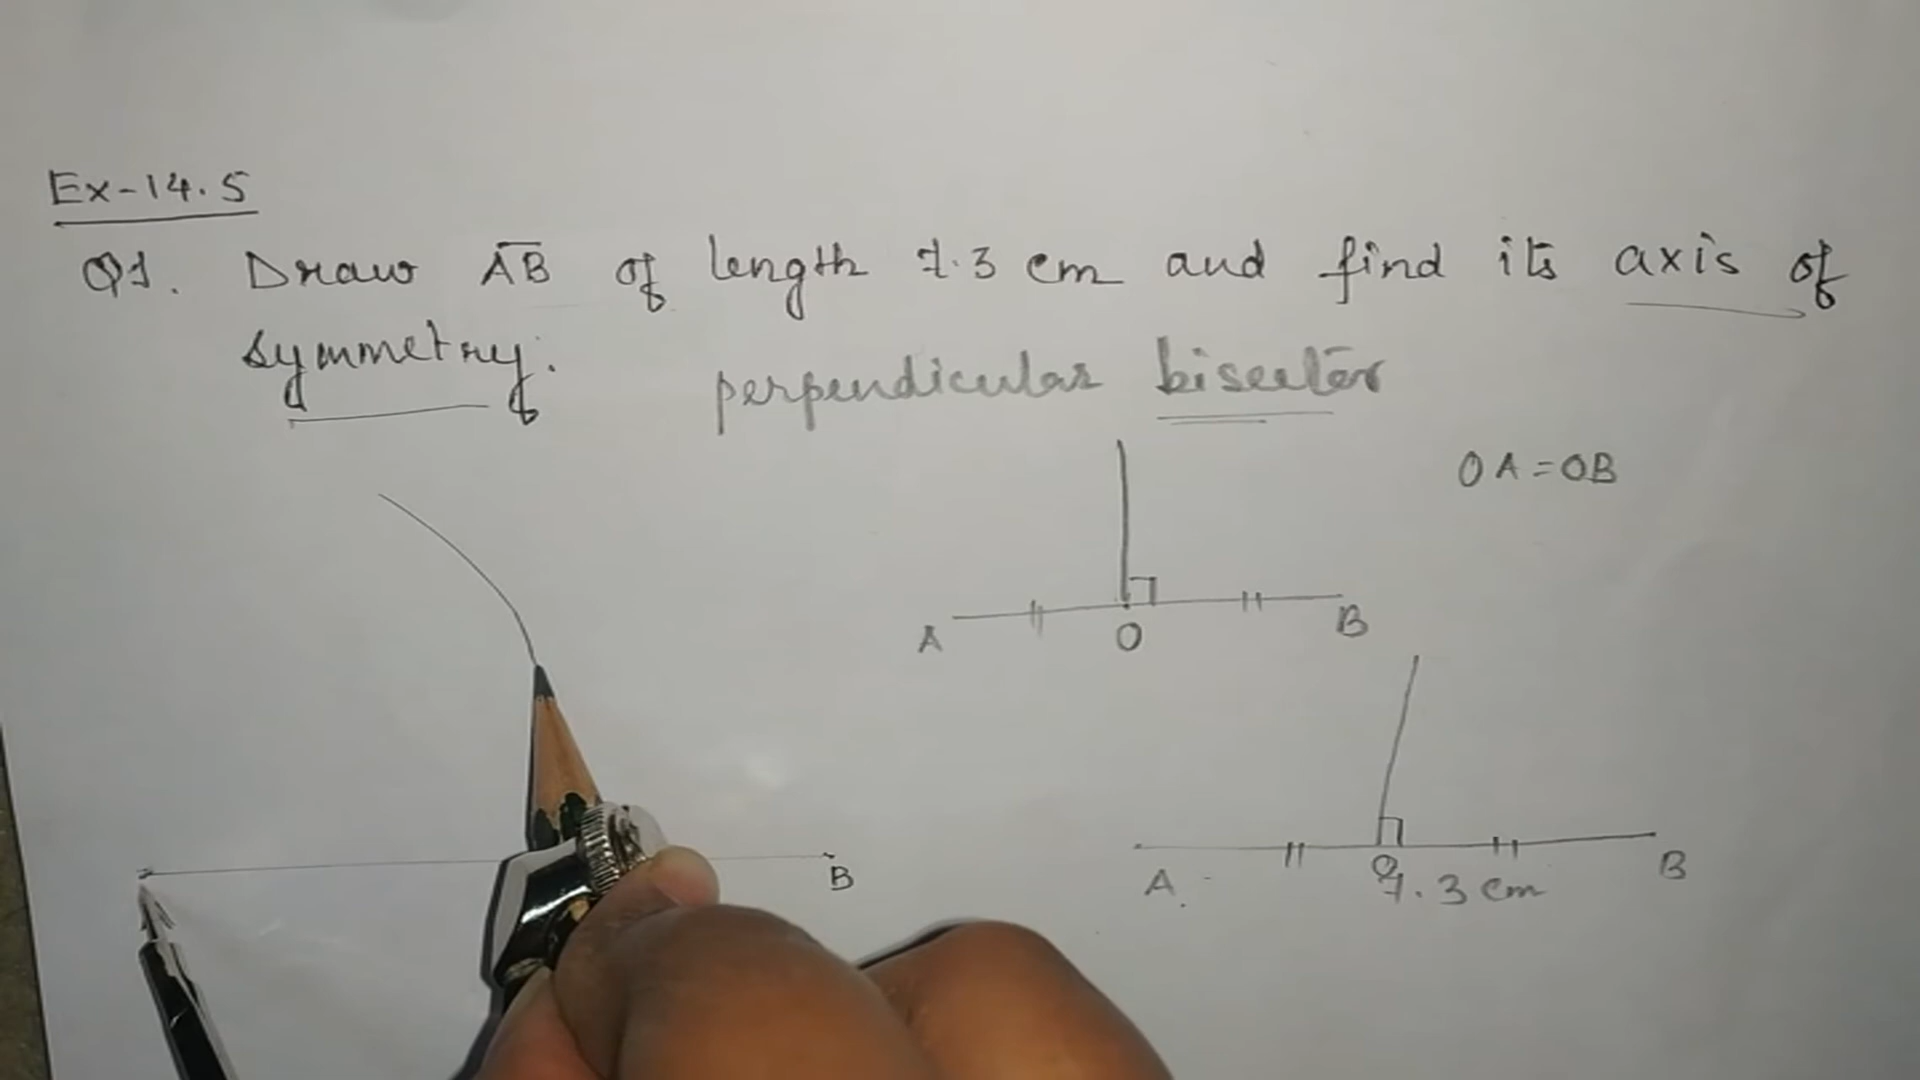 Ex-14.5
Q1. Draw A̅B̅ of length 7.3 cm and find its axis of
symmetry.
perpendicular bisector
OA=OB
A O B
B
A O B
7.3 cm